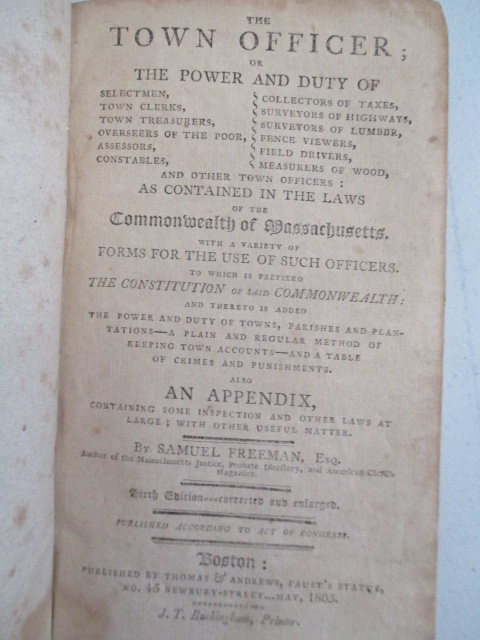 THE
TOWN OFFICER;
OR
THE POWER AND DUTY OF
SELECTMEN,
TOWN CLERKS,
TOWN TREASURERS,
OVERSEERS OF THE POOR,
ASSESSORS,
CONSTABLES,
COLLECTORS OF TAXES,
SURVEYORS OF HIGHWAYS,
SURVEYORS OF LUMBER,
FENCE VIEWERS,
FIELD DRIVERS,
MEASURERS OF WOOD,
AND OTHER TOWN OFFICERS:
AS CONTAINED IN THE LAWS
OF THE
Commonwealth of Massachusetts.
WITH A VARIETY OF
FORMS FOR THE USE OF SUCH OFFICERS.
TO WHICH IS PREFIXED
THE CONSTITUTION OF SAID COMMONWEALTH:
AND THERETO IS ADDED
THE POWER AND DUTY OF TOWNS, PARISHES AND PLAN-
TATIONS—A PLAIN AND REGULAR METHOD OF
KEEPING TOWN ACCOUNTS—AND A TABLE
OF CRIMES AND PUNISHMENTS.
ALSO
AN APPENDIX,
CONTAINING SOME INSPECTION AND OTHER LAWS AT
LARGE; WITH OTHER USEFUL MATTER.
BY SAMUEL FREEMAN, ESQ.
Author of the Massachusetts Justice, Probate Directory, and American Clerk's
Magazine.
Sixth Edition---corrected and enlarged.
PUBLISHED ACCORDING TO ACT OF CONGRESS.
Boston:
PUBLISHED BY THOMAS & ANDREWS, FAUST'S STATUE,
NO. 45 NEWBURY-STREET...MAY, 1805.
J. T. Buckingham, Printer.